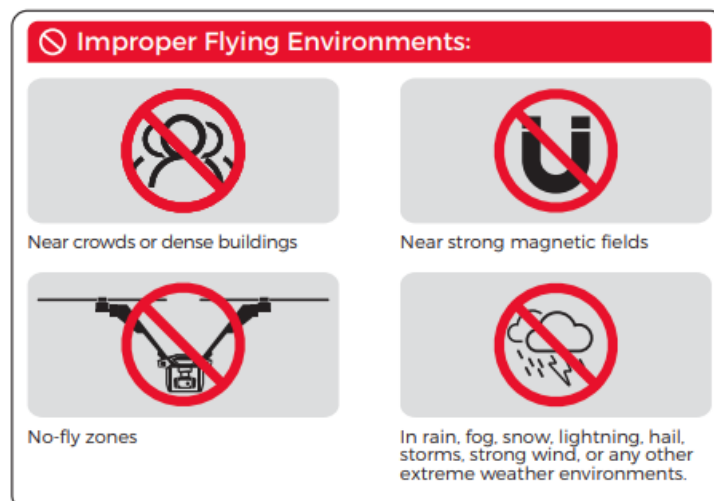 Improper Flying Environments:
Near crowds or dense buildings
Near strong magnetic fields
No-fly zones
In rain, fog, snow, lightning, hail,
storms, strong wind, or any other
extreme weather environments.